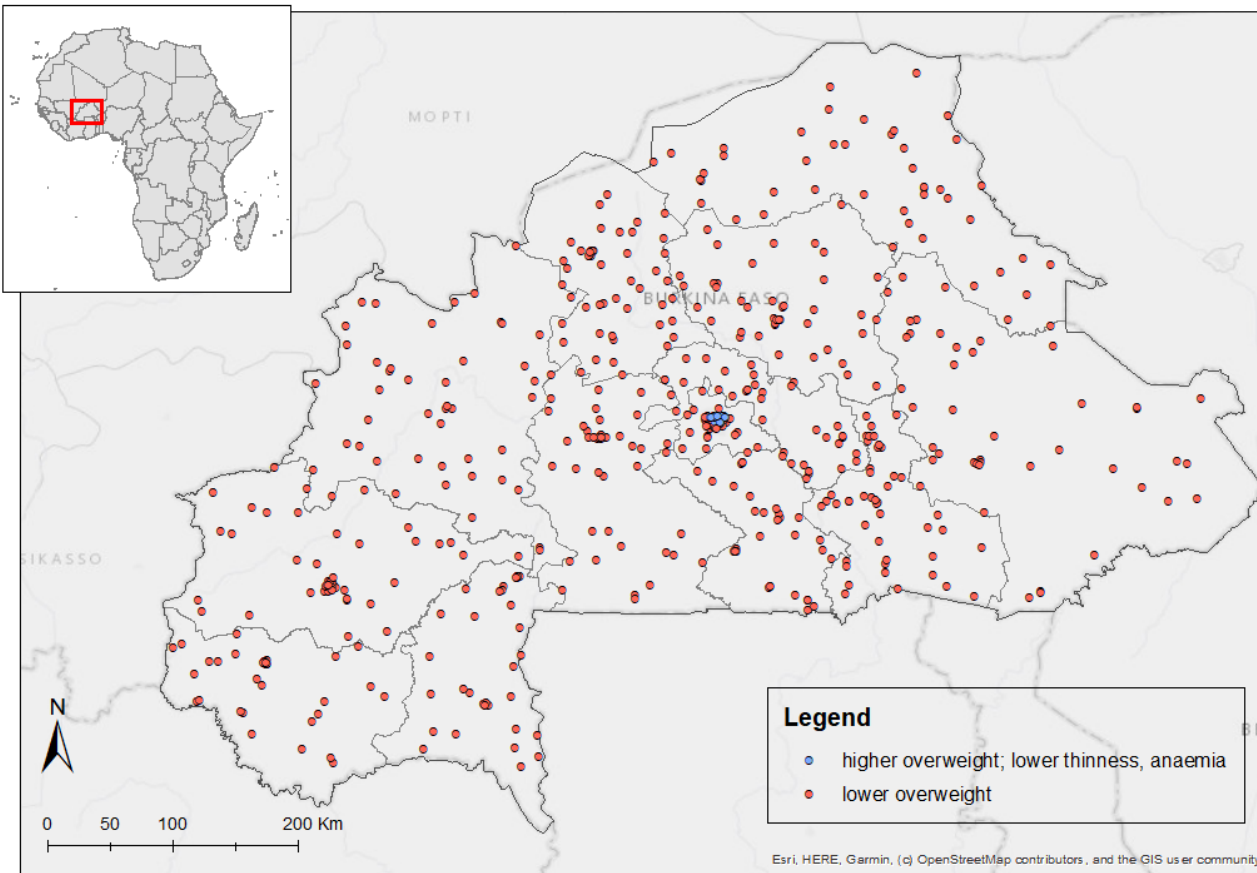 MOPTI
BURKINA FASO
SIKASSO
N
Legend
higher overweight; lower thinness, anaemia
lower overweight
0 50 100 200 Km
Esri, HERE, Garmin, (c) OpenStreetMap contributors, and the GIS user community